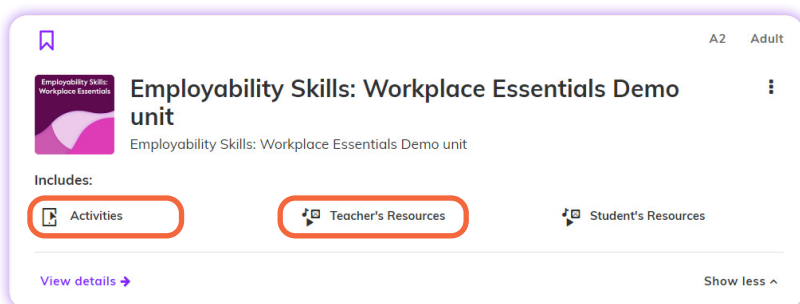 A2 Adult
Employability Skills:
Workplace Essentials
Employability Skills: Workplace Essentials Demo
unit
Employability Skills: Workplace Essentials Demo unit
Includes:
Activities
Teacher's Resources
Student's Resources
View details
Show less